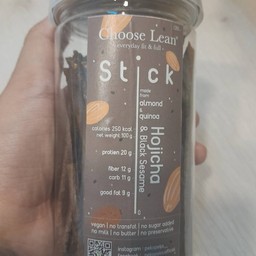 Choose Lean®
everyday fit & full
Stick
made
from
almond
&
quinoa
Hojicha
& Black Sesame
calories 250 kcal
net. weight 100 g
protien 20 g
fiber 12 g
carb 11 g
good fat 9 g
vegan | no transfat | no sugar added
no milk | no butter | no preservative
instagram :